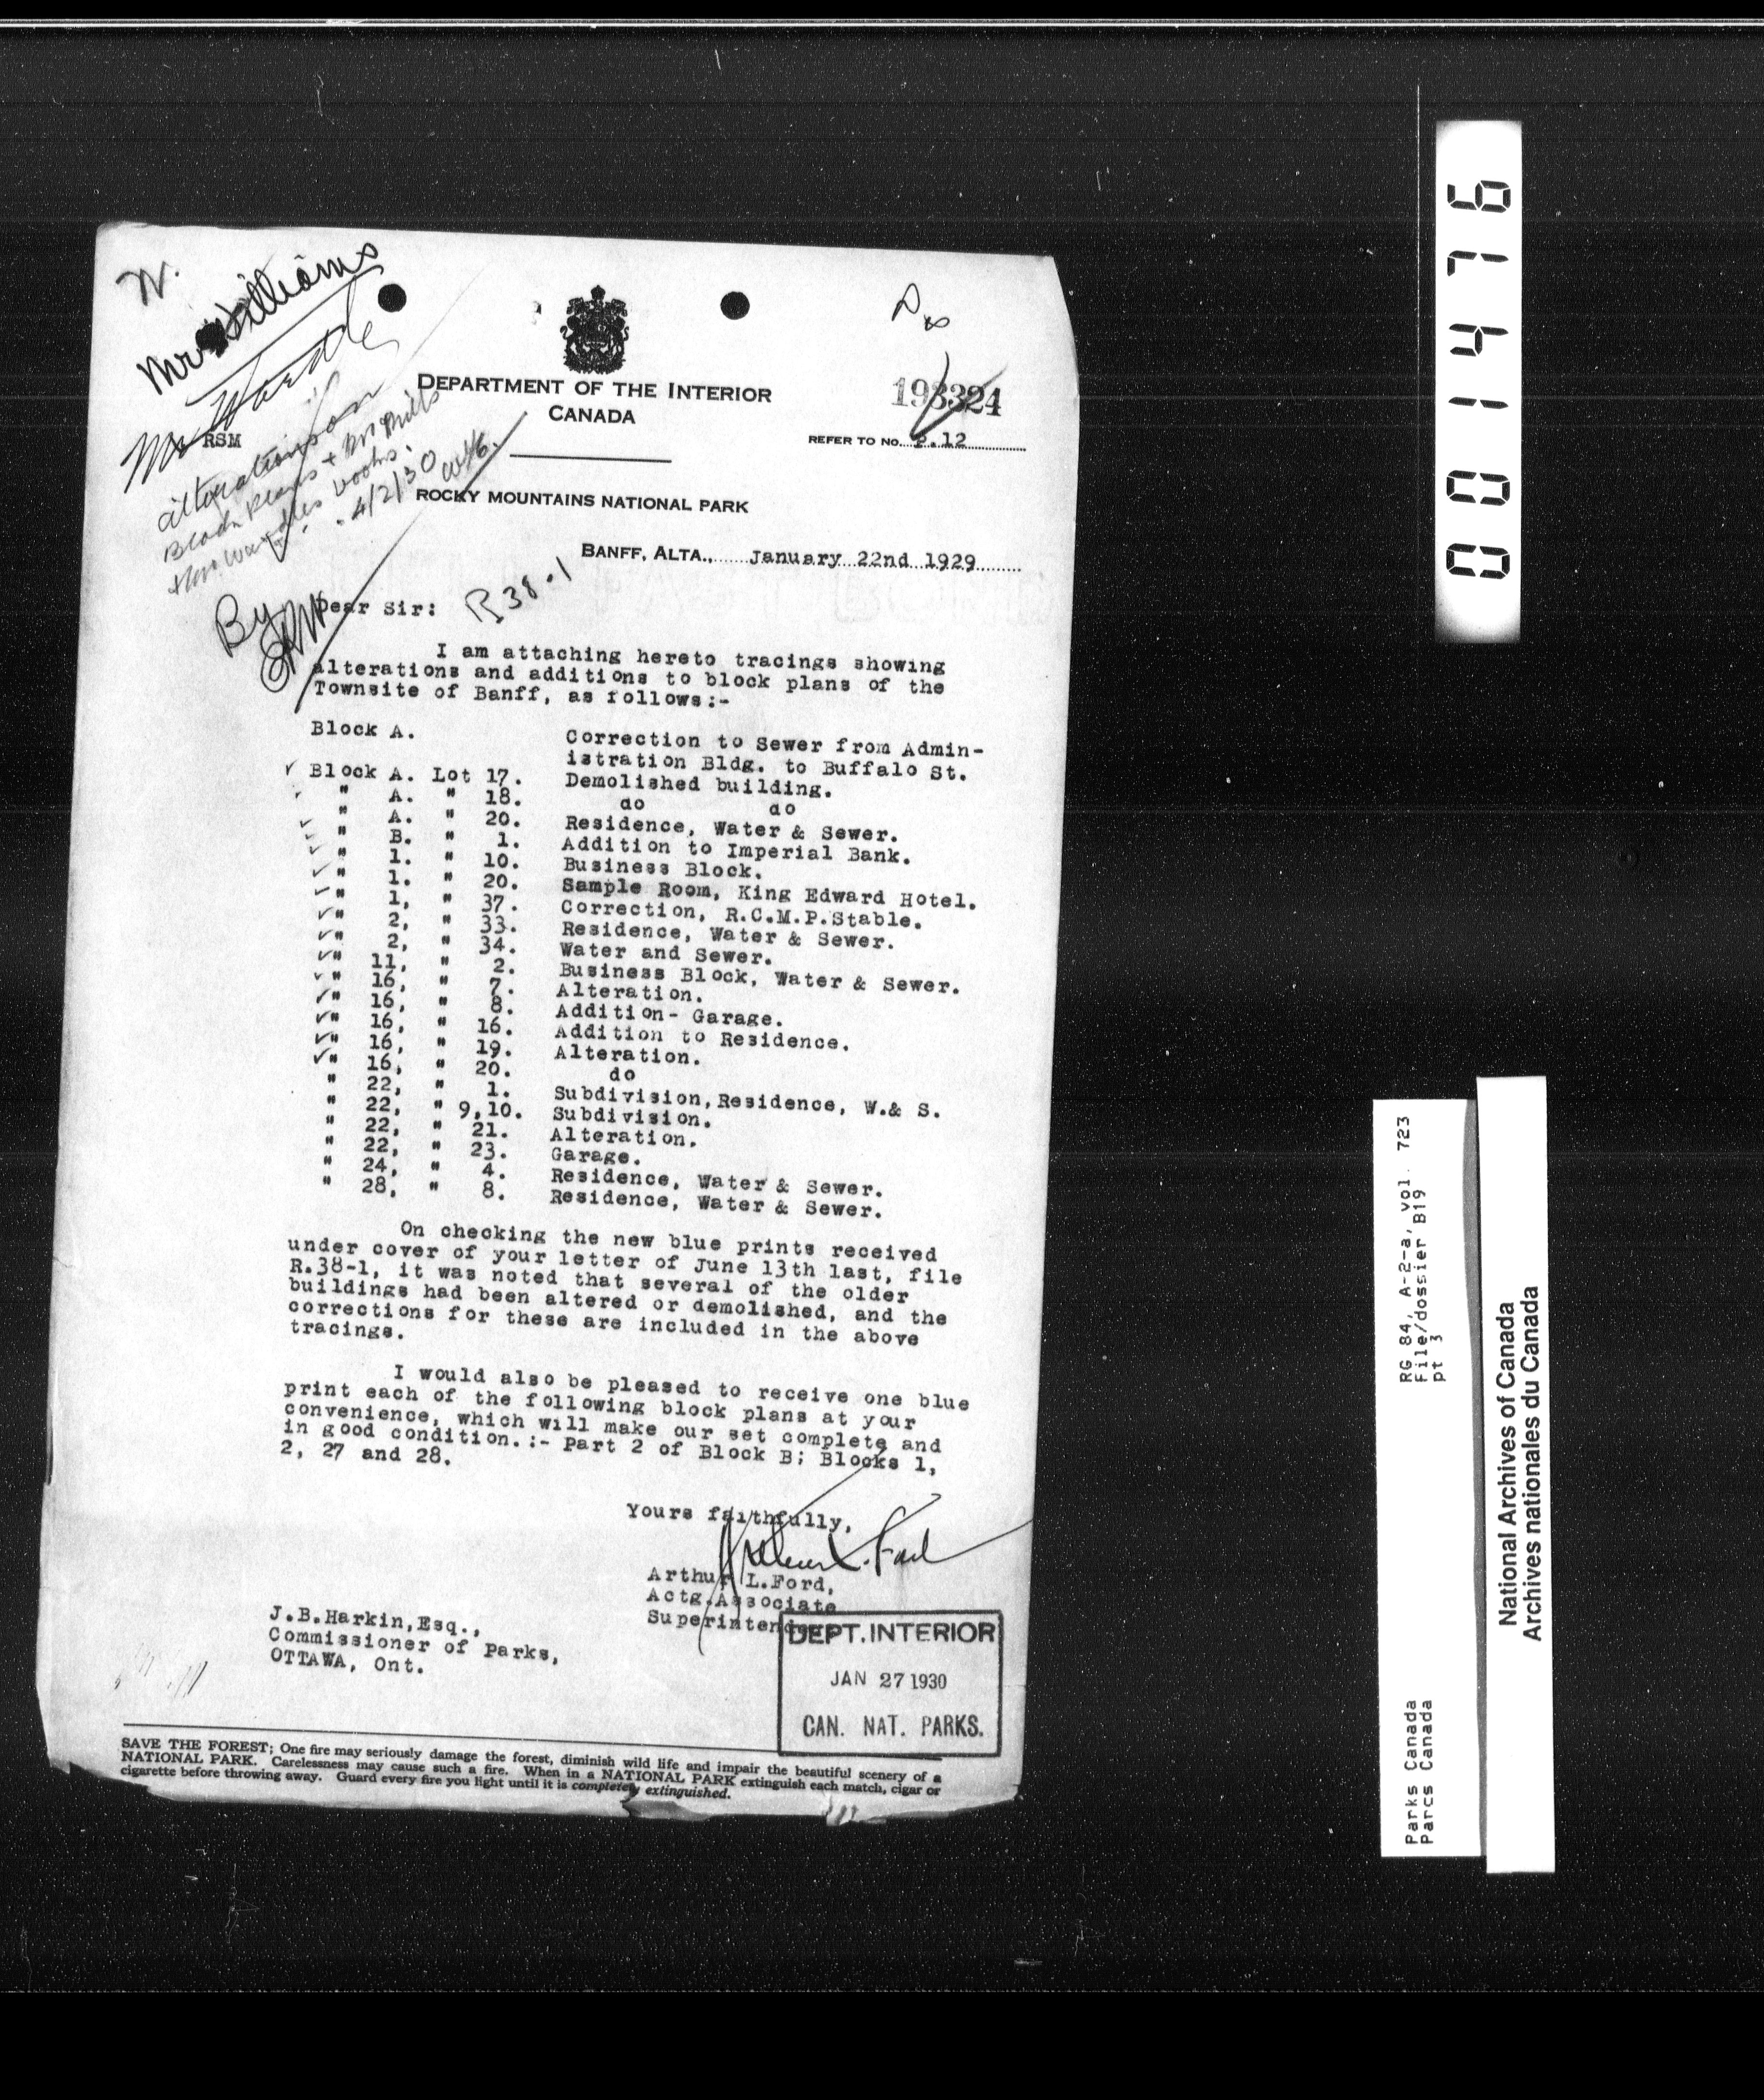 W.
Mr Williams
Mr Wardle
RSM
alterations on
Block Plans + Mr Mills
+ Mr Wardles books.
4/2/30
By
R 38-1
DEPARTMENT OF THE INTERIOR
CANADA
198324
REFER TO NO. P.12
ROCKY MOUNTAINS NATIONAL PARK
BANFF, ALTA., January 22nd 1929
Dear Sir:
I am attaching hereto tracings showing
alterations and additions to block plans of the
Townsite of Banff, as follows:-
Block A. Correction to Sewer from Admin-
istration Bldg. to Buffalo St.
✓ Block A. Lot 17. Demolished building.
" A. " 18. do do
" A. " 20. Residence, Water & Sewer.
✓ " B. " 1. Addition to Imperial Bank.
✓ " 1. " 10. Business Block.
✓ " 1. " 20. Sample Room, King Edward Hotel.
✓ " 1, " 37. Correction, R.C.M.P.Stable.
✓ " 2, " 33. Residence, Water & Sewer.
✓ " 2, " 34. Water and Sewer.
✓ " 11, " 2. Business Block, Water & Sewer.
✓ " 16, " 7. Alteration.
✓ " 16, " 8. Addition- Garage.
✓ " 16, " 16. Addition to Residence.
✓ " 16, " 19. Alteration.
✓ " 16, " 20. do
" 22, " 1. Subdivision,Residence, W.& S.
" 22, " 9,10. Subdivision.
" 22, " 21. Alteration.
" 22, " 23. Garage.
" 24, " 4. Residence, Water & Sewer.
" 28, " 8. Residence, Water & Sewer.
On checking the new blue prints received
under cover of your letter of June 13th last, file
R.38-1, it was noted that several of the older
buildings had been altered or demolished, and the
corrections for these are included in the above
tracings.
I would also be pleased to receive one blue
print each of the following block plans at your
convenience, which will make our set complete and
in good condition.:- Part 2 of Block B; Blocks 1,
2, 27 and 28.
Yours faithfully,
Arthur L. Ford
Arthur L.Ford,
Actg.Associate
Superintendent
J.B.Harkin,Esq.,
Commissioner of Parks,
OTTAWA, Ont.
DEPT. INTERIOR
JAN 27 1930
CAN. NAT. PARKS.
SAVE THE FOREST; One fire may seriously damage the forest, diminish wild life and impair the beautiful scenery of a
NATIONAL PARK. Carelessness may cause such a fire. When in a NATIONAL PARK extinguish each match, cigar or
cigarette before throwing away. Guard every fire you light until it is completely extinguished.
001476
RG 84, A-2-a, vol. 723
File/dossier B19
pt 3
Parks Canada
Parcs Canada
National Archives of Canada
Archives nationales du Canada